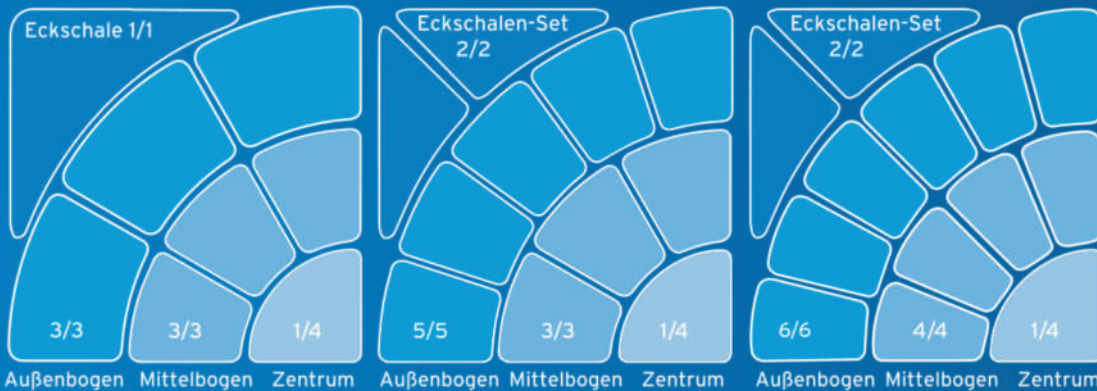 Eckschale 1/1
3/3
3/3
1/4
Außenbogen Mittelbogen Zentrum
Eckschalen-Set
2/2
5/5
3/3
1/4
Außenbogen Mittelbogen Zentrum
Eckschalen-Set
2/2
6/6
4/4
1/4
Außenbogen Mittelbogen Zentrum